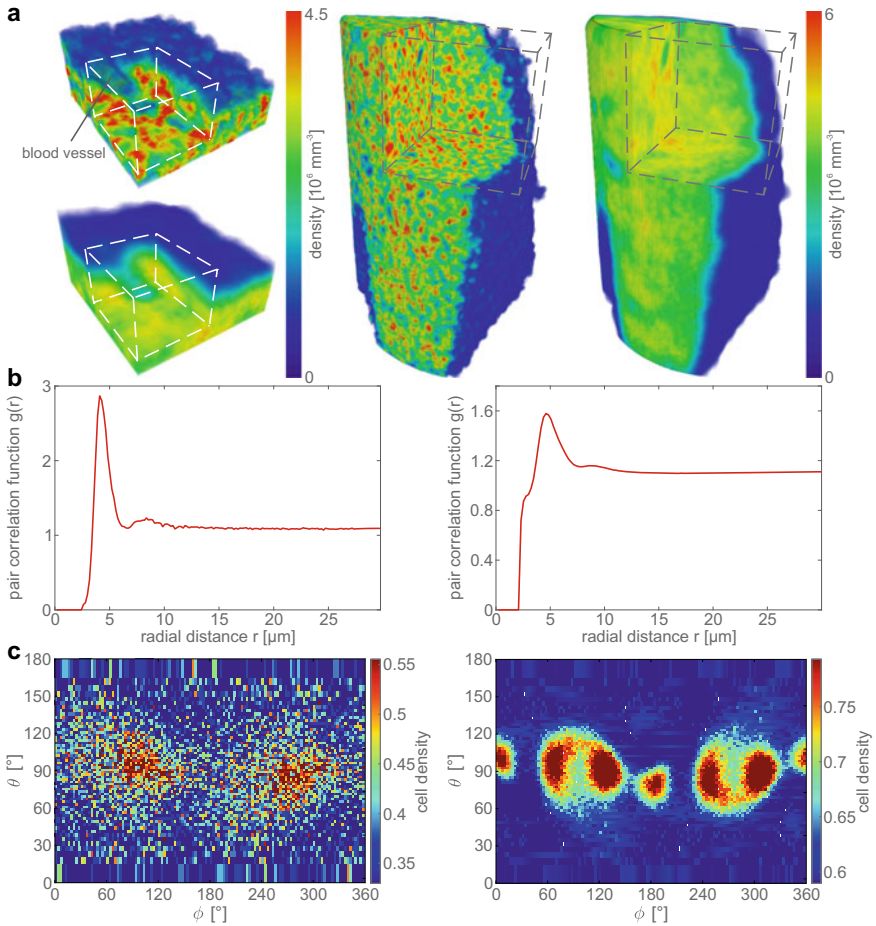 a
4.5
density [10⁶ mm⁻³]
0
6
density [10⁶ mm⁻³]
0
blood vessel
b
3
2
1
0
0 5 10 15 20 25
pair correlation function g(r)
radial distance r [µm]
1.6
1.2
0.8
0.4
0
0 5 10 15 20 25
pair correlation function g(r)
radial distance r [µm]
c
180
150
120
90
60
30
0
θ [°]
0 60 120 180 240 300 360
ϕ [°]
0.55
0.5
0.45
0.4
0.35
cell density
180
150
120
90
60
30
0
θ [°]
0 60 120 180 240 300 360
ϕ [°]
0.75
0.7
0.65
0.6
cell density